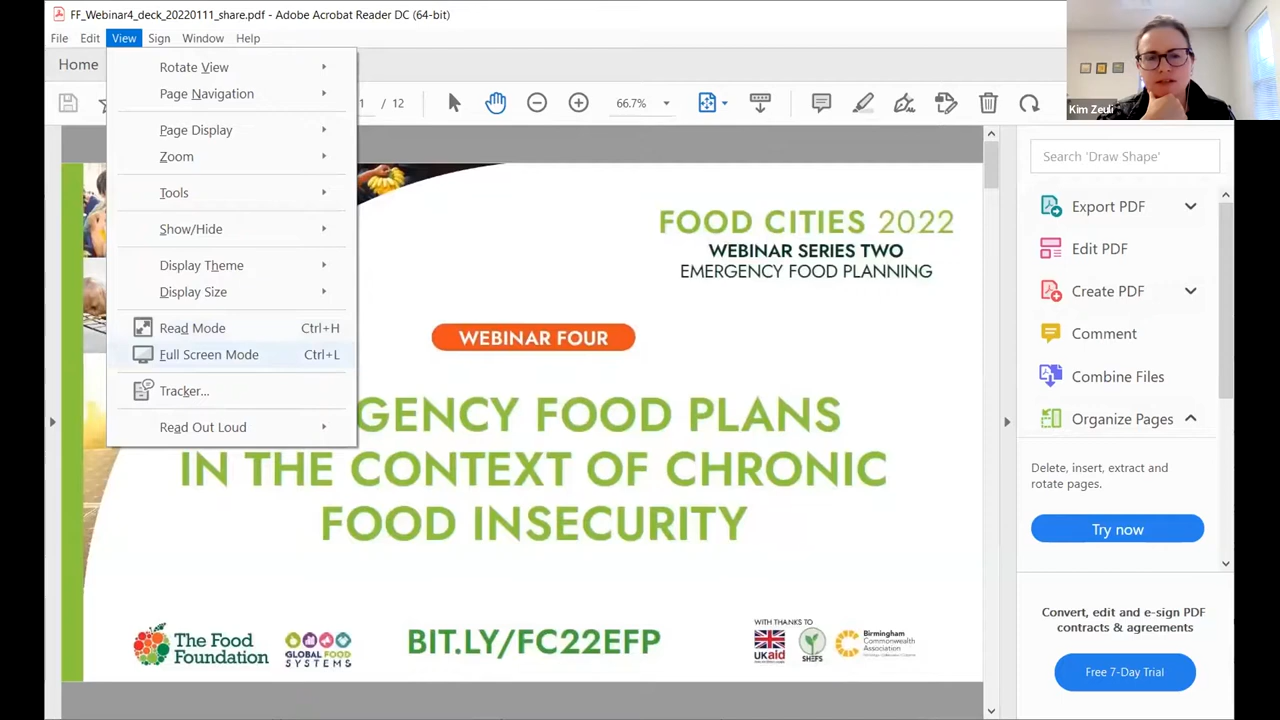 FF_Webinar4_deck_20220111_share.pdf - Adobe Acrobat Reader DC (64-bit)
File Edit View Sign Window Help
Home
1 / 12 66.7%
Rotate View
Page Navigation
Page Display
Zoom
Tools
Show/Hide
Display Theme
Display Size
Read Mode Ctrl+H
Full Screen Mode Ctrl+L
Tracker...
Read Out Loud
FOOD CITIES 2022
WEBINAR SERIES TWO
EMERGENCY FOOD PLANNING
WEBINAR FOUR
GENCY FOOD PLANS
IN THE CONTEXT OF CHRONIC
FOOD INSECURITY
The Food
Foundation
GLOBAL FOOD
SYSTEMS
BIT.LY/FC22EFP
WITH THANKS TO
UKaid
SHEFS
Birmingham
Commonwealth
Association
Kim Zeuli
Search 'Draw Shape'
Export PDF
Edit PDF
Create PDF
Comment
Combine Files
Organize Pages
Delete, insert, extract and
rotate pages.
Try now
Convert, edit and e-sign PDF
contracts & agreements
Free 7-Day Trial